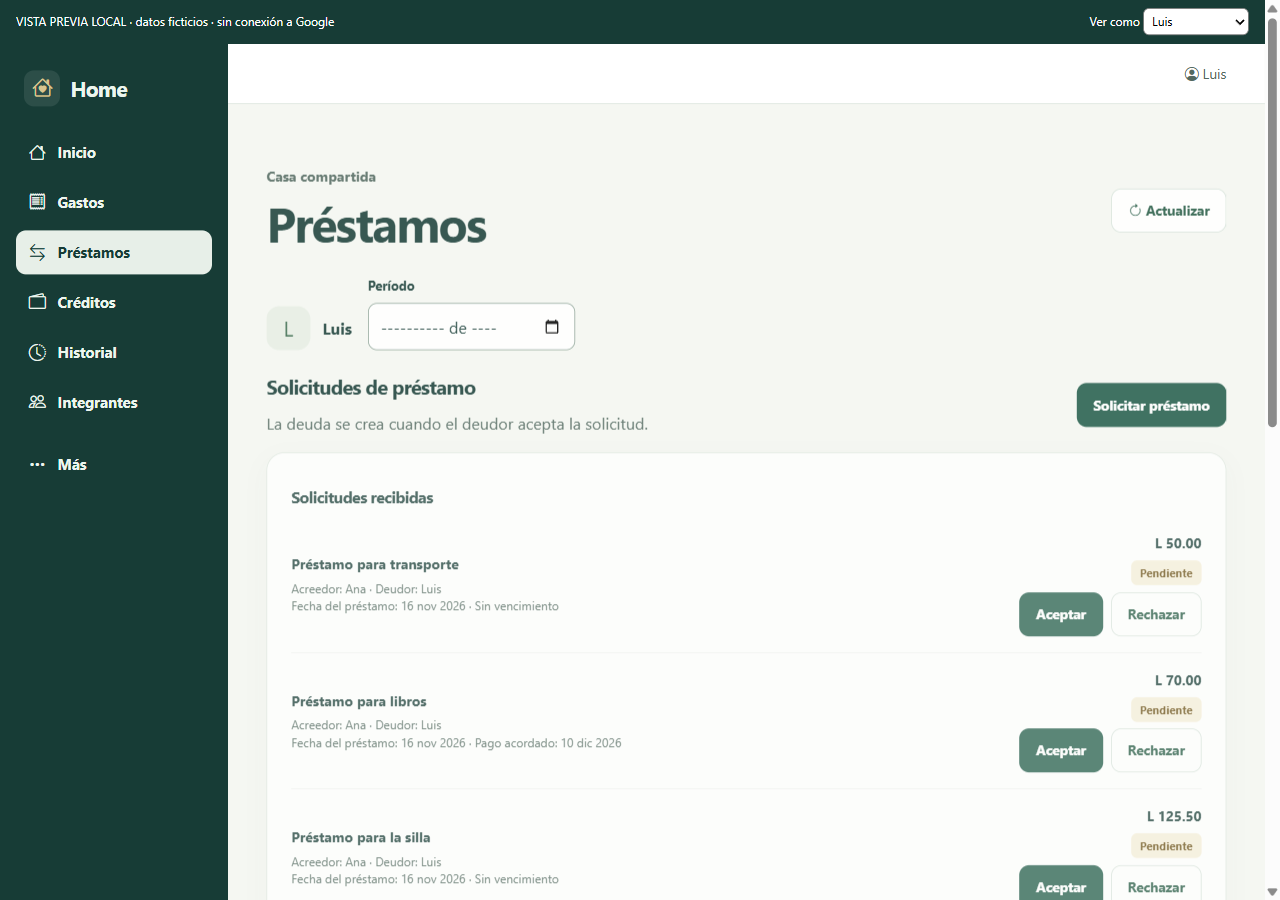 VISTA PREVIA LOCAL · datos ficticios · sin conexión a Google
Ver como Luis
Home
Luis
Inicio
Gastos
Préstamos
Créditos
Historial
Integrantes
Más
Casa compartida
Préstamos
Actualizar
Período
L Luis ---------- de ----
Solicitudes de préstamo
La deuda se crea cuando el deudor acepta la solicitud.
Solicitar préstamo
Solicitudes recibidas
L 50.00
Préstamo para transporte
Pendiente
Acreedor: Ana · Deudor: Luis
Fecha del préstamo: 16 nov 2026 · Sin vencimiento
Aceptar Rechazar
L 70.00
Préstamo para libros
Pendiente
Acreedor: Ana · Deudor: Luis
Fecha del préstamo: 16 nov 2026 · Pago acordado: 10 dic 2026
Aceptar Rechazar
L 125.50
Préstamo para la silla
Pendiente
Acreedor: Ana · Deudor: Luis
Fecha del préstamo: 16 nov 2026 · Sin vencimiento
Aceptar Rechazar